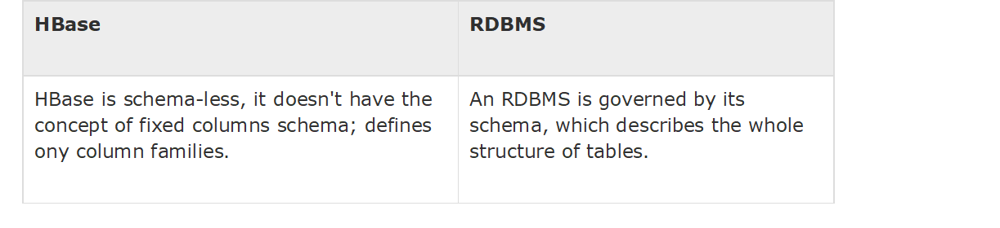 HBase
RDBMS
HBase is schema-less, it doesn't have the
concept of fixed columns schema; defines
ony column families.
An RDBMS is governed by its
schema, which describes the whole
structure of tables.